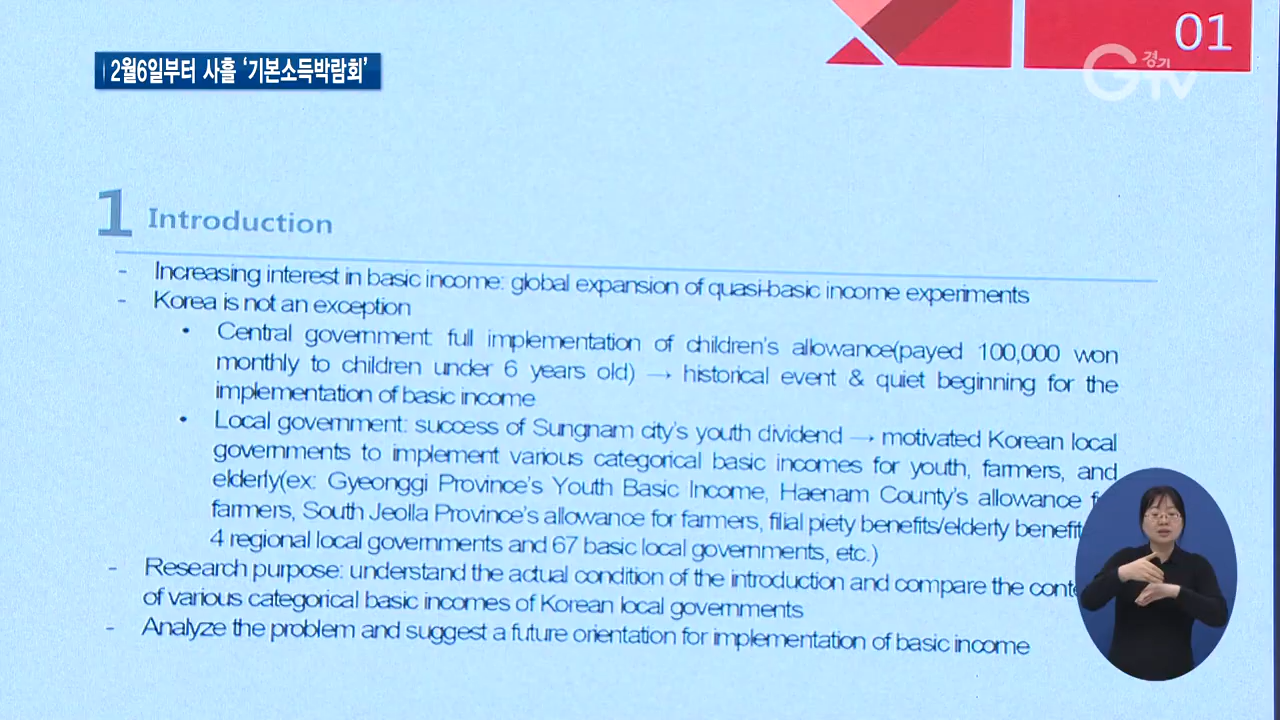 01
경기
GTV
2월6일부터 사흘 ‘기본소득박람회’
1 Introduction
- Increasing interest in basic income: global expansion of quasi-basic income experiments
- Korea is not an exception
• Central government: full implementation of children's allowance(payed 100,000 won
monthly to children under 6 years old) → historical event & quiet beginning for the
implementation of basic income
• Local government: success of Sungnam city's youth dividend → motivated Korean local
governments to implement various categorical basic incomes for youth, farmers, and
elderly(ex: Gyeonggi Province's Youth Basic Income, Haenam County's allowance
farmers, South Jeolla Province's allowance for farmers, filial piety benefits/elderly
4 regional local governments and 67 basic local governments, etc.)
- Research purpose: understand the actual condition of the introduction and compare the
of various categorical basic incomes of Korean local governments
- Analyze the problem and suggest a future orientation for implementation of basic income